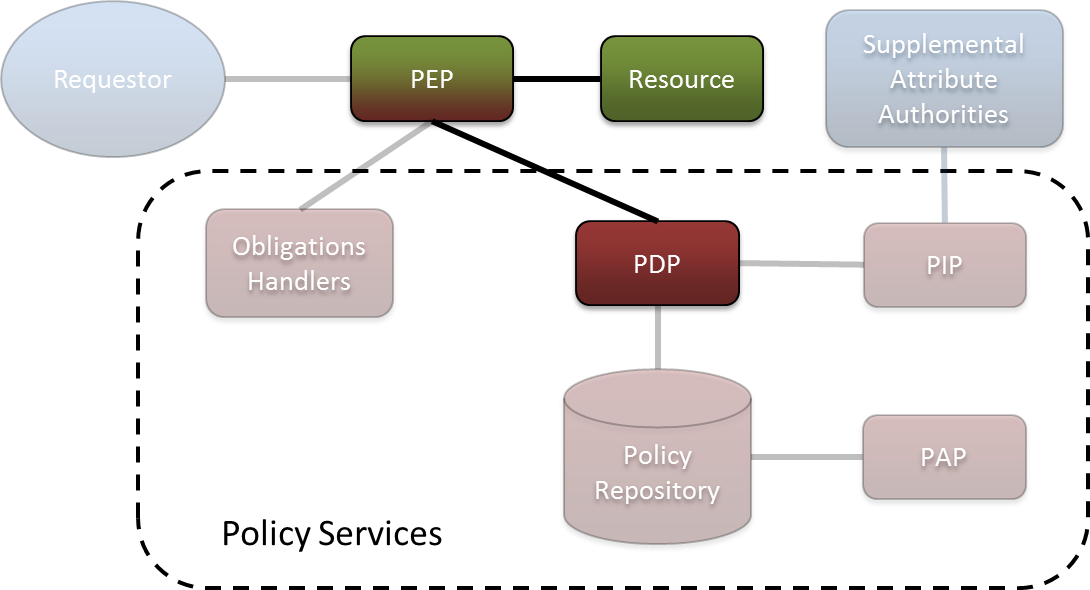 Requestor
PEP
Resource
Supplemental
Attribute
Authorities
Obligations
Handlers
PDP
PIP
Policy
Repository
PAP
Policy Services